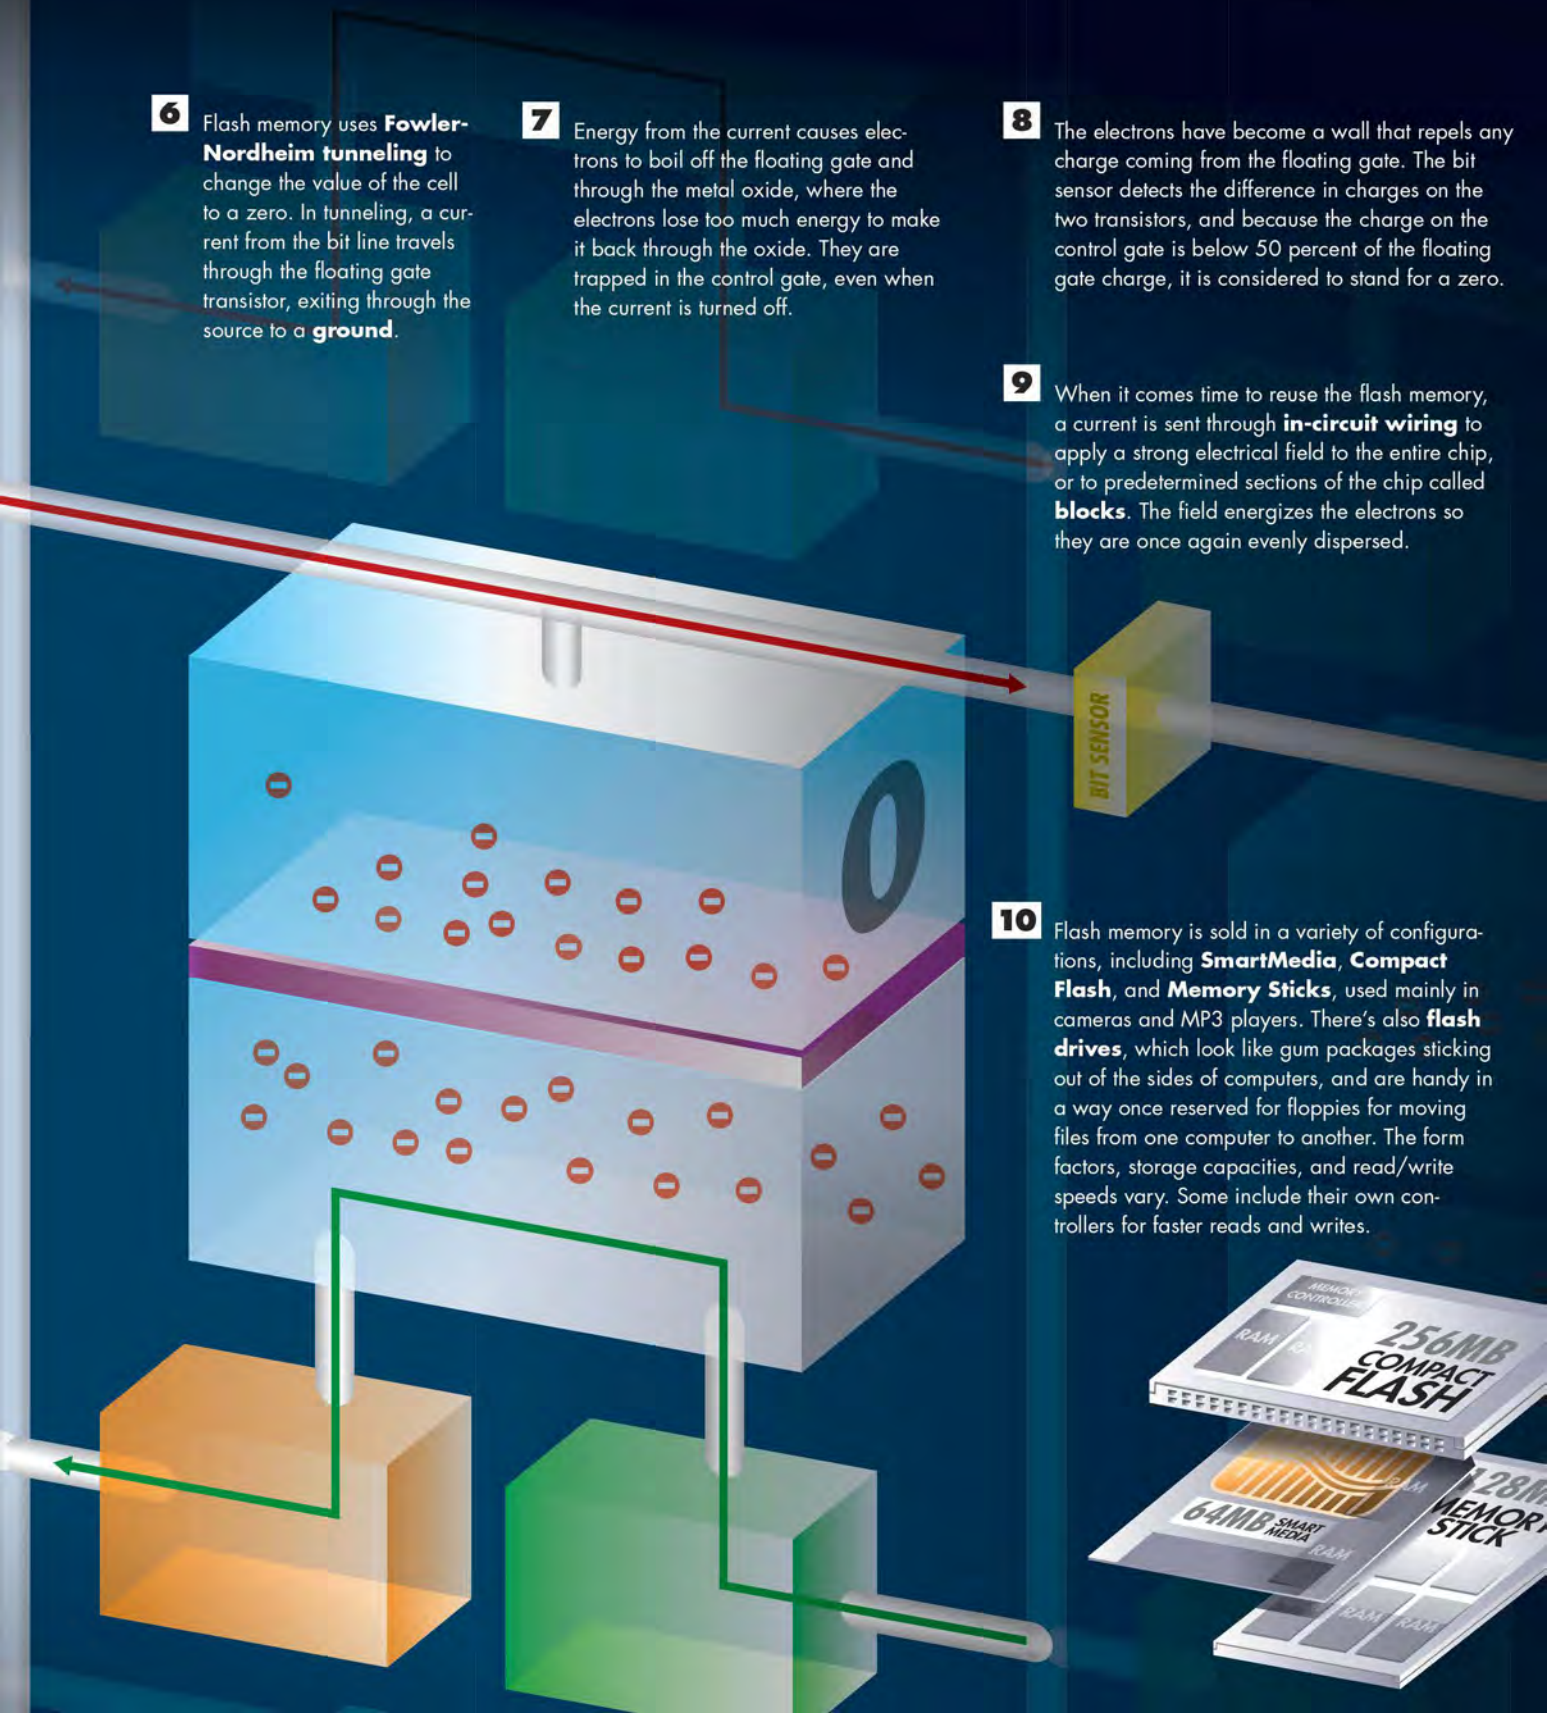 6
Flash memory uses Fowler-
Nordheim tunneling to
change the value of the cell
to a zero. In tunneling, a cur-
rent from the bit line travels
through the floating gate
transistor, exiting through the
source to a ground.
7
Energy from the current causes elec-
trons to boil off the floating gate and
through the metal oxide, where the
electrons lose too much energy to make
it back through the oxide. They are
trapped in the control gate, even when
the current is turned off.
8
The electrons have become a wall that repels any
charge coming from the floating gate. The bit
sensor detects the difference in charges on the
two transistors, and because the charge on the
control gate is below 50 percent of the floating
gate charge, it is considered to stand for a zero.
9
When it comes time to reuse the flash memory,
a current is sent through in-circuit wiring to
apply a strong electrical field to the entire chip,
or to predetermined sections of the chip called
blocks. The field energizes the electrons so
they are once again evenly dispersed.
BIT SENSOR
0
10
Flash memory is sold in a variety of configura-
tions, including SmartMedia, Compact
Flash, and Memory Sticks, used mainly in
cameras and MP3 players. There's also flash
drives, which look like gum packages sticking
out of the sides of computers, and are handy in
a way once reserved for floppies for moving
files from one computer to another. The form
factors, storage capacities, and read/write
speeds vary. Some include their own con-
trollers for faster reads and writes.
MEMORY
CONTROLLER
RAM
RA
256MB
COMPACT
FLASH
RAM
64MB SMART
MEDIA
RAM
128M
MEMORY
STICK
RAM
RAM